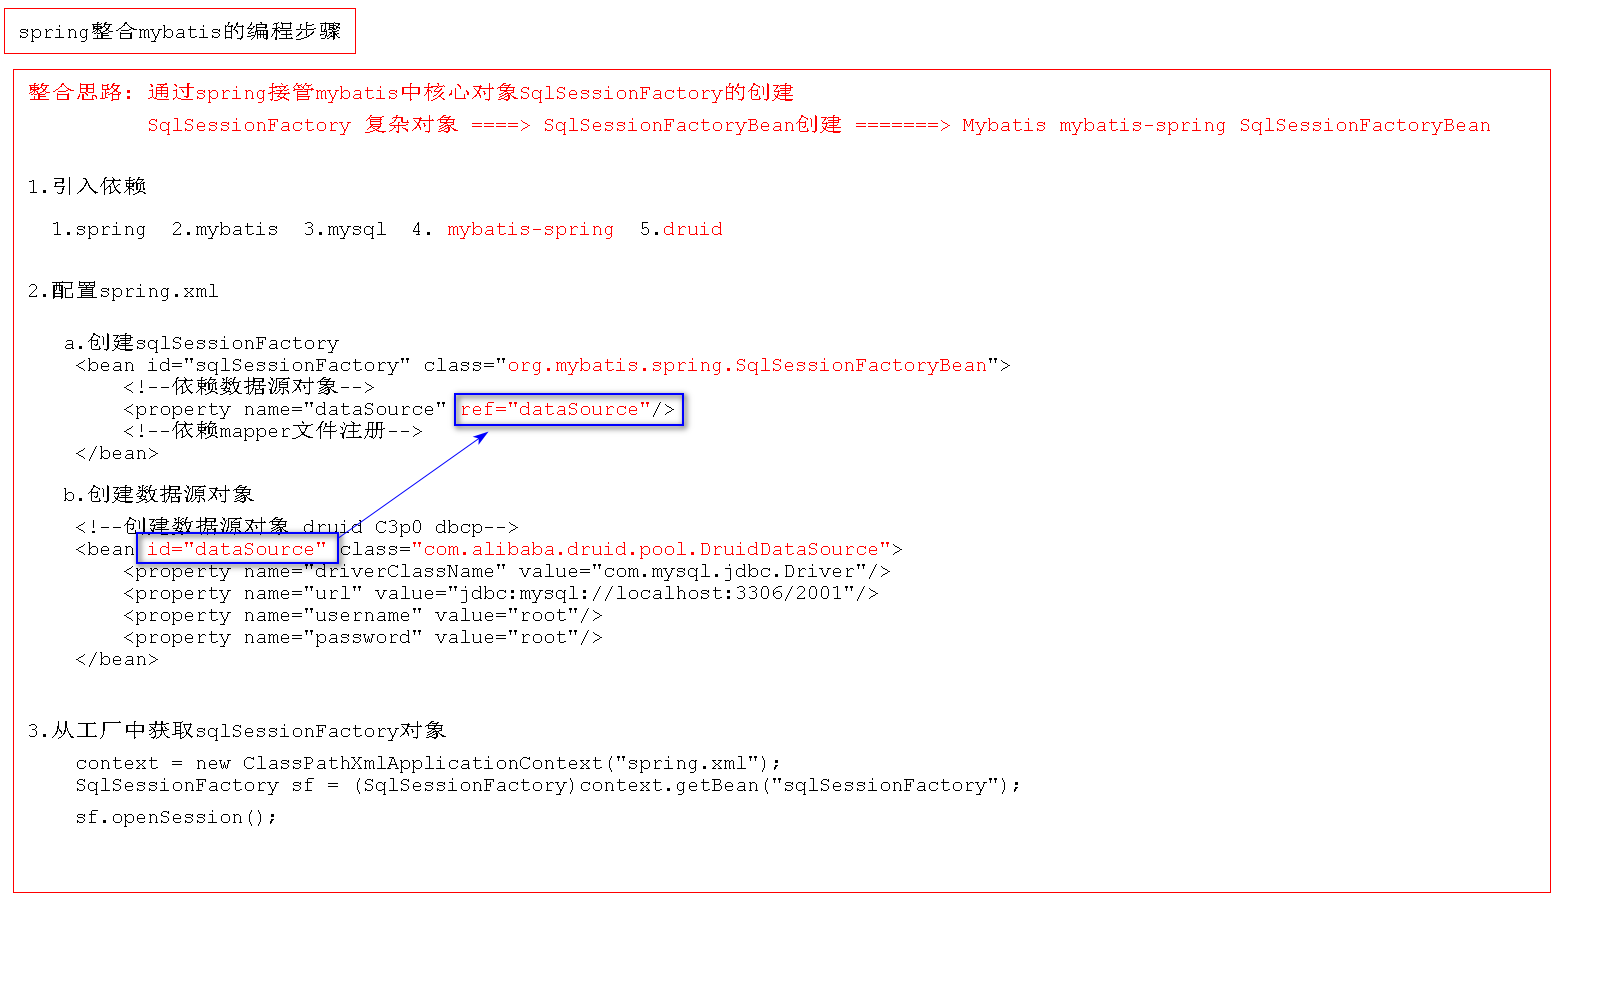 spring整合mybatis的编程步骤
整合思路: 通过spring接管mybatis中核心对象SqlSessionFactory的创建
SqlSessionFactory 复杂对象 ====> SqlSessionFactoryBean创建 =======> Mybatis mybatis-spring SqlSessionFactoryBean
1.引入依赖
1.spring 2.mybatis 3.mysql 4. mybatis-spring 5.druid
2.配置spring.xml
a.创建sqlSessionFactory
<bean id="sqlSessionFactory" class="org.mybatis.spring.SqlSessionFactoryBean">
<!--依赖数据源对象-->
<property name="dataSource" ref="dataSource"/>
<!--依赖mapper文件注册-->
</bean>
b.创建数据源对象
<!--创建数据源对象 druid C3p0 dbcp-->
<bean id="dataSource" class="com.alibaba.druid.pool.DruidDataSource">
<property name="driverClassName" value="com.mysql.jdbc.Driver"/>
<property name="url" value="jdbc:mysql://localhost:3306/2001"/>
<property name="username" value="root"/>
<property name="password" value="root"/>
</bean>
3.从工厂中获取sqlSessionFactory对象
context = new ClassPathXmlApplicationContext("spring.xml");
SqlSessionFactory sf = (SqlSessionFactory)context.getBean("sqlSessionFactory");
sf.openSession();